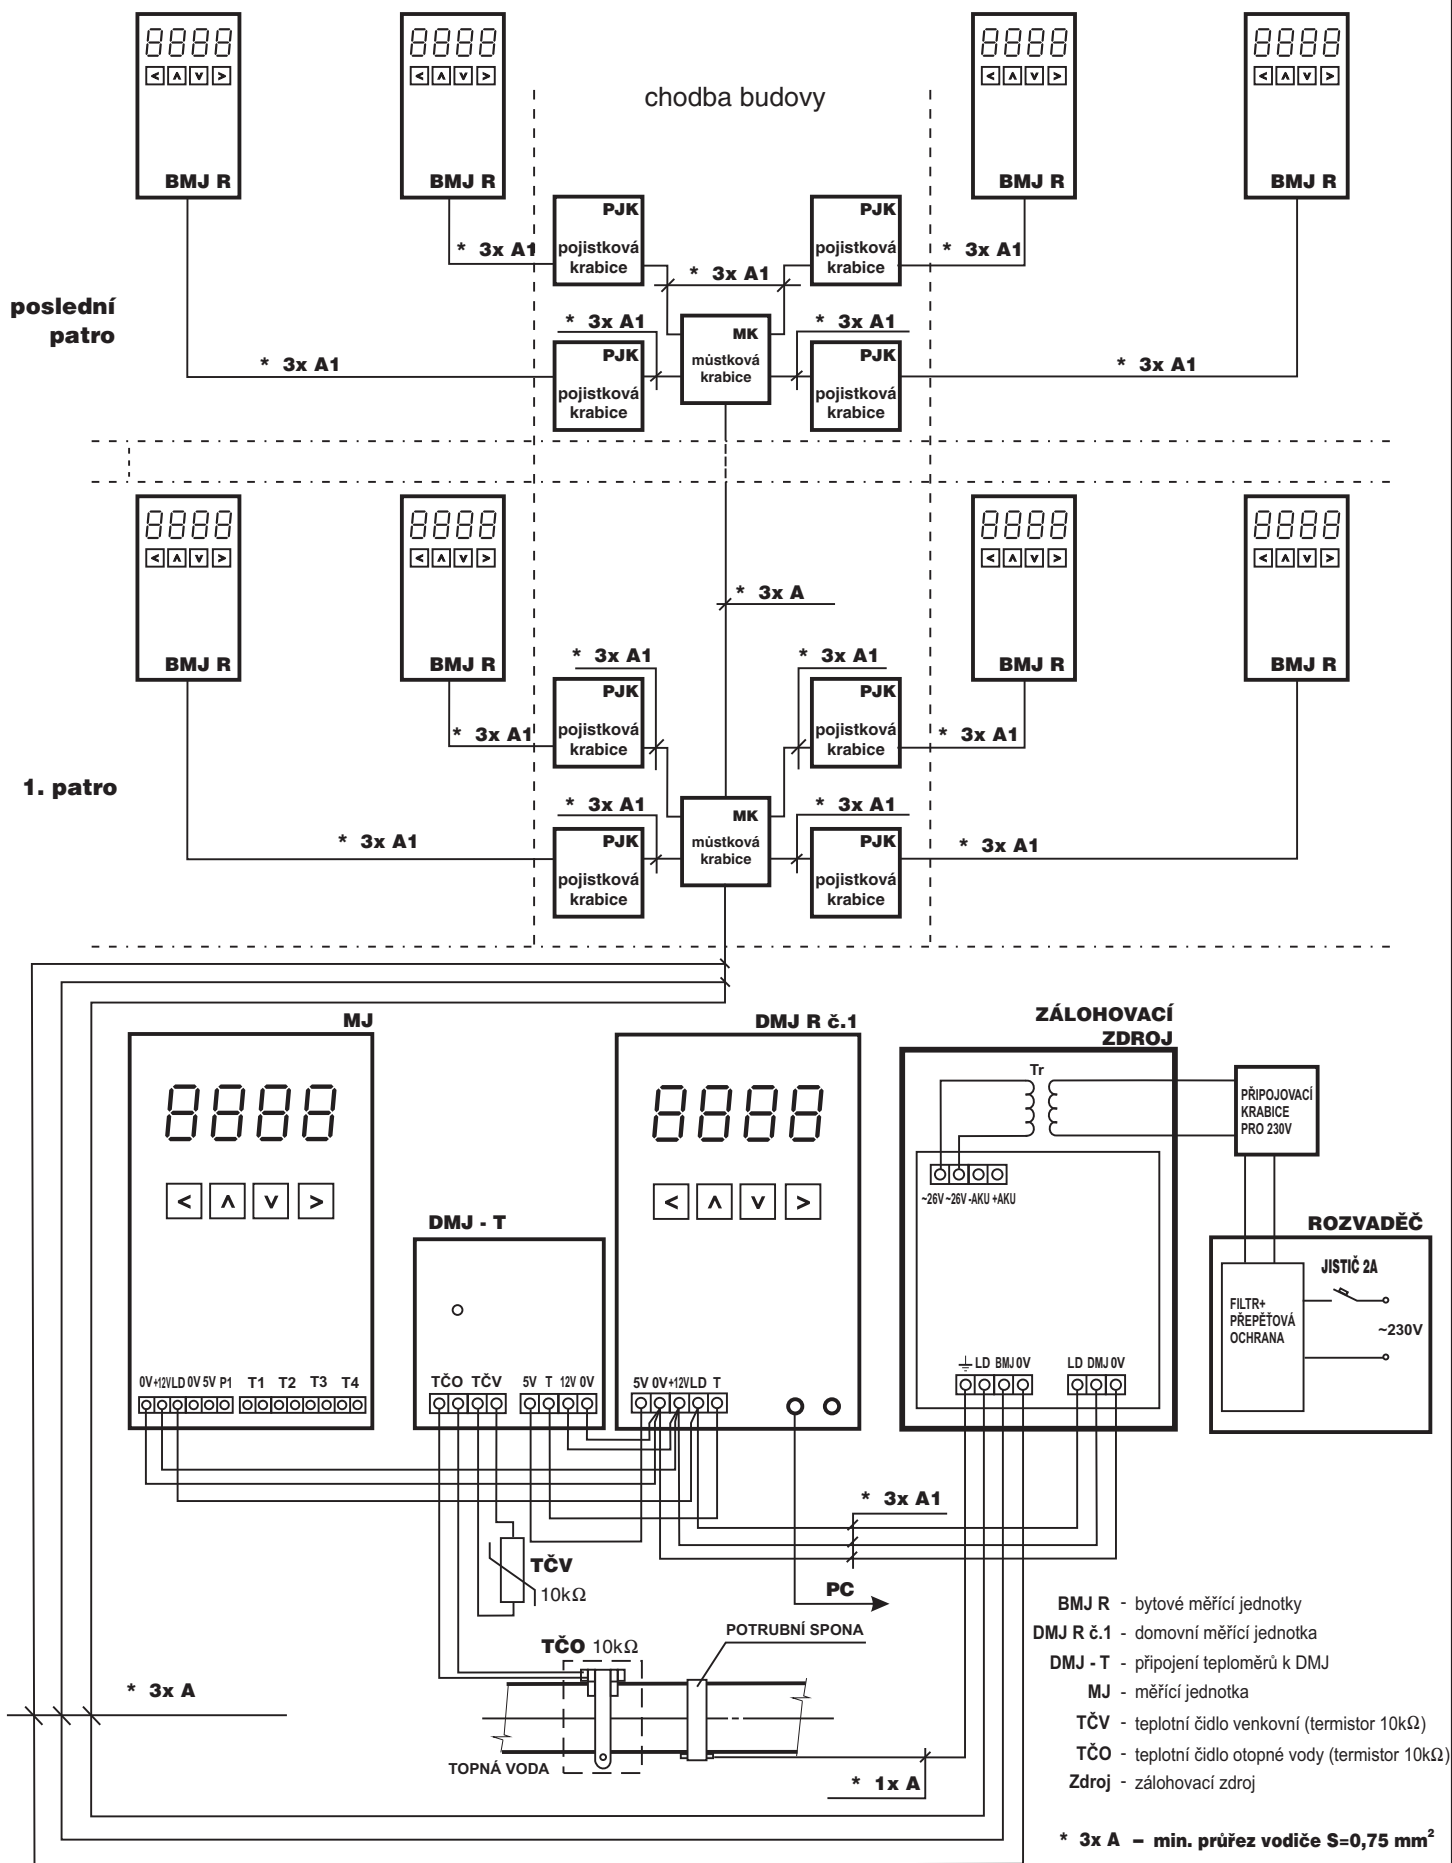 8888 8888 8888 8888
< ʌ v > < ʌ v > < ʌ v > < ʌ v >
chodba budovy
BMJ R BMJ R BMJ R BMJ R
PJK
pojistková
krabice
PJK
pojistková
krabice
* 3x A1
* 3x A1
* 3x A1
poslední
patro
* 3x A1
* 3x A1
MK
můstková
krabice
PJK
pojistková
krabice
PJK
pojistková
krabice
* 3x A1
* 3x A1
8888 8888 8888 8888
< ʌ v > < ʌ v > < ʌ v > < ʌ v >
* 3x A
BMJ R BMJ R BMJ R BMJ R
* 3x A1
* 3x A1
PJK
pojistková
krabice
PJK
pojistková
krabice
* 3x A1
* 3x A1
1. patro
* 3x A1
* 3x A1
MK
můstková
krabice
PJK
pojistková
krabice
PJK
pojistková
krabice
* 3x A1
* 3x A1
MJ
8888
< ʌ v >
0V +12V LD 0V 5V P1 T1 T2 T3 T4
DMJ - T
TČO TČV 5V T 12V 0V
DMJ R č.1
8888
< ʌ v >
5V 0V +12V LD T
ZÁLOHOVACÍ
ZDROJ
Tr
~26V ~26V -AKU +AKU
LD BMJ 0V LD DMJ 0V
PŘIPOJOVACÍ
KRABICE
PRO 230V
ROZVADĚČ
JISTIČ 2A
FILTR+
PŘEPĚŤOVÁ
OCHRANA
~230V
* 3x A1
TČV
10kΩ
PC
POTRUBNÍ SPONA
TČO 10kΩ
TOPNÁ VODA
* 3x A
* 1x A
BMJ R - bytové měřící jednotky
DMJ R č.1 - domovní měřící jednotka
DMJ - T - připojení teploměrů k DMJ
MJ - měřící jednotka
TČV - teplotní čidlo venkovní (termistor 10kΩ)
TČO - teplotní čidlo otopné vody (termistor 10kΩ)
Zdroj - zálohovací zdroj
* 3x A – min. průřez vodiče S=0,75 mm²